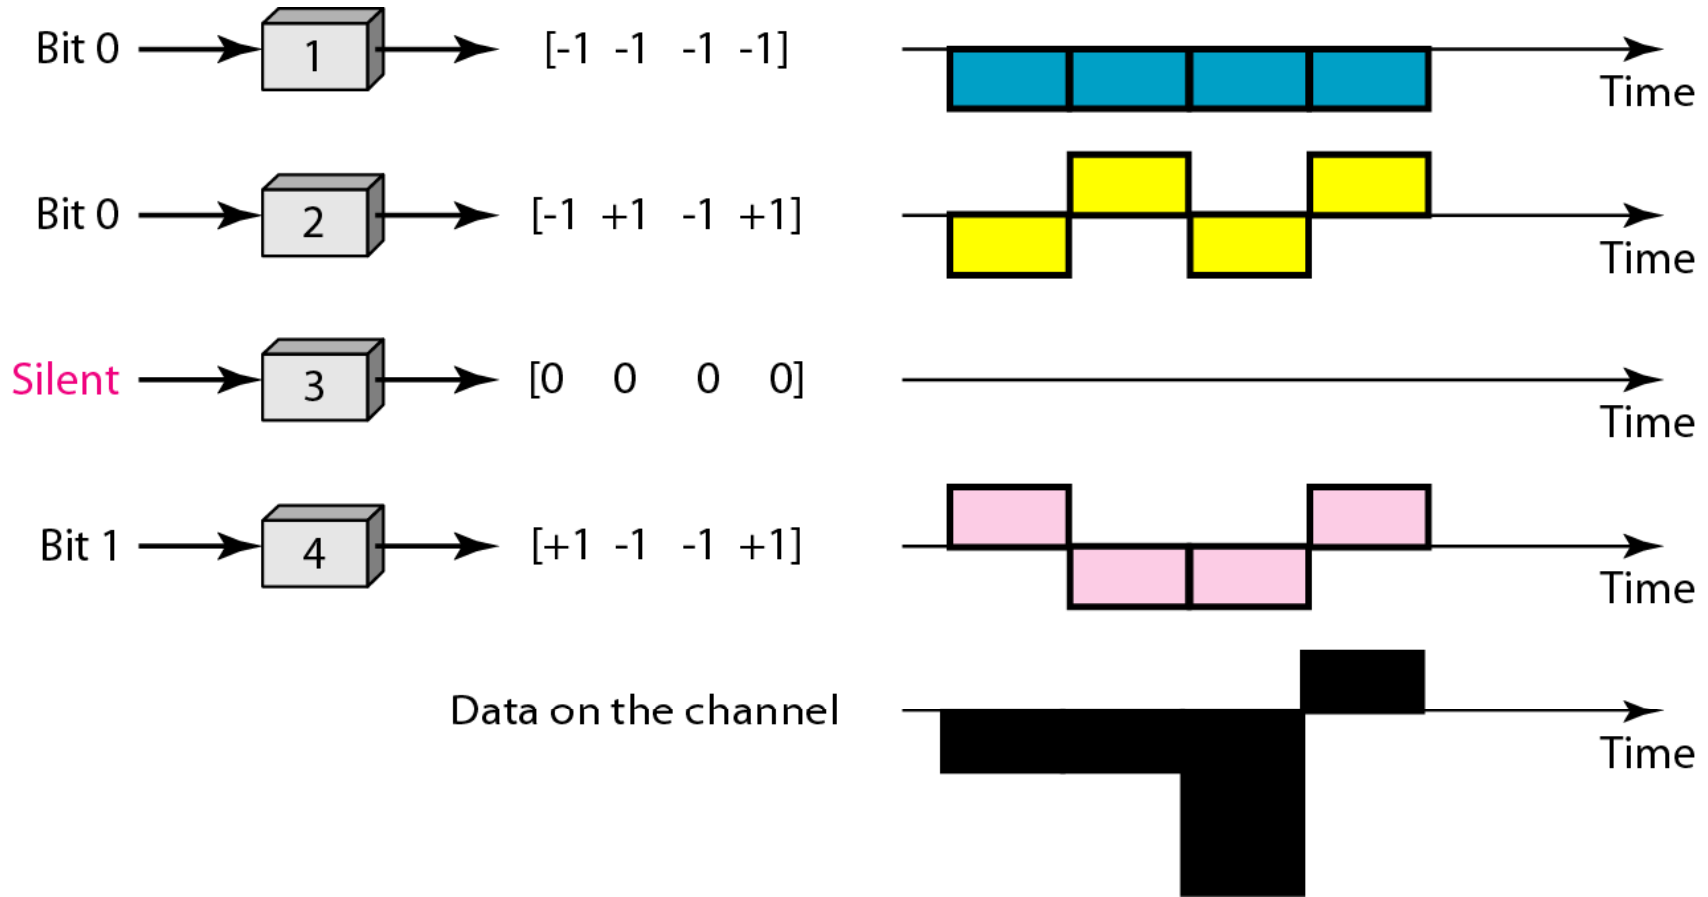 Bit 0 1 [-1 -1 -1 -1] Time
Bit 0 2 [-1 +1 -1 +1] Time
Silent 3 [0 0 0 0] Time
Bit 1 4 [+1 -1 -1 +1] Time
Data on the channel Time